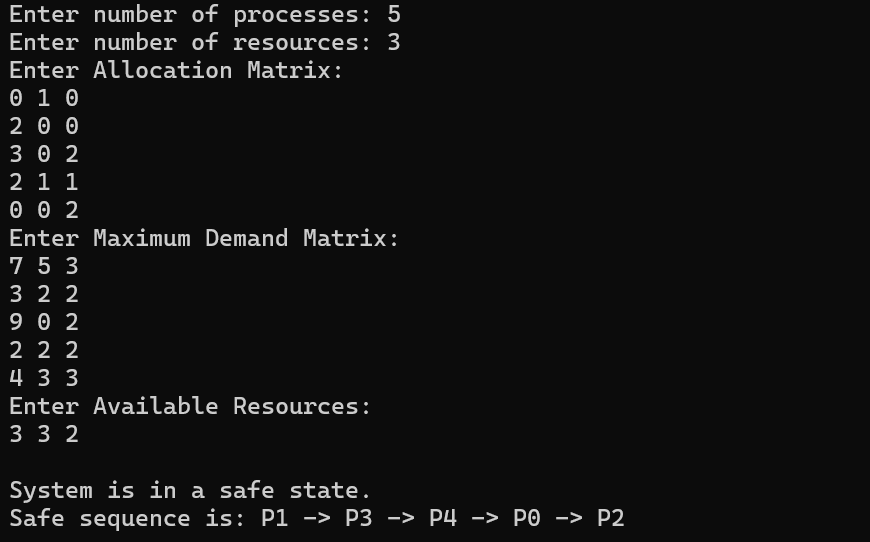 Enter number of processes: 5
Enter number of resources: 3
Enter Allocation Matrix:
0 1 0
2 0 0
3 0 2
2 1 1
0 0 2
Enter Maximum Demand Matrix:
7 5 3
3 2 2
9 0 2
2 2 2
4 3 3
Enter Available Resources:
3 3 2
System is in a safe state.
Safe sequence is: P1 -> P3 -> P4 -> P0 -> P2